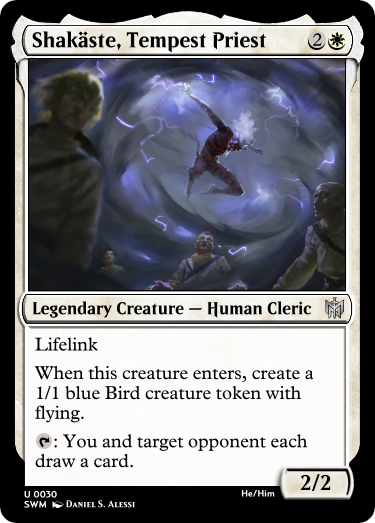 Shakäste, Tempest Priest 2
Legendary Creature — Human Cleric
Lifelink
When this creature enters, create a
1/1 blue Bird creature token with
flying.
: You and target opponent each
draw a card.
2/2
U 0030 He/Him
SWM Daniel S. Alessi